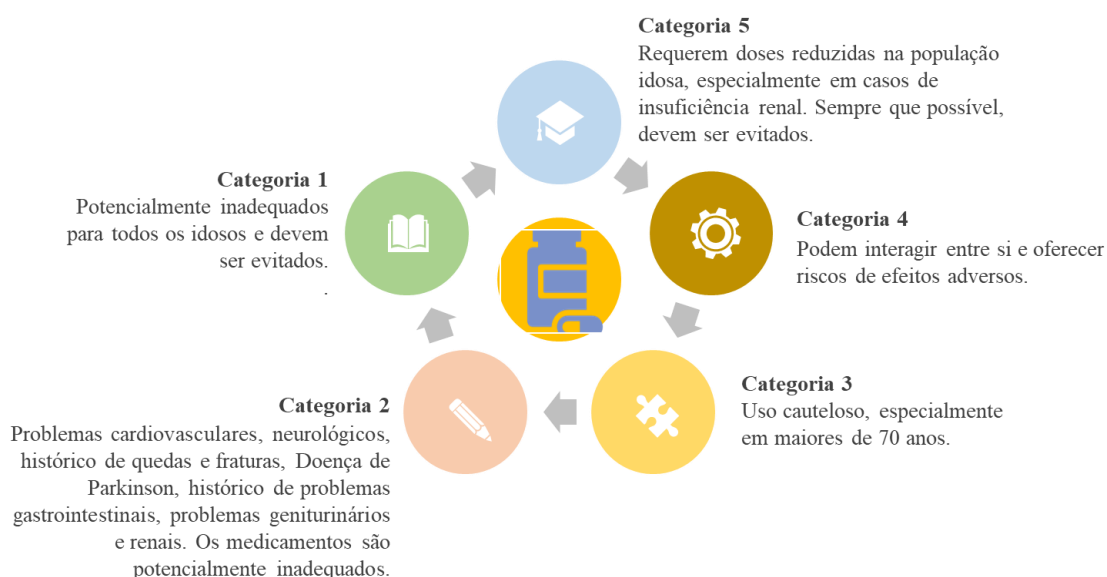 Categoria 5
Requerem doses reduzidas na população
idosa, especialmente em casos de
insuficiência renal. Sempre que possível,
devem ser evitados.
Categoria 1
Potencialmente inadequados
para todos os idosos e devem
ser evitados.
.
Categoria 4
Podem interagir entre si e oferecer
riscos de efeitos adversos.
Categoria 3
Uso cauteloso, especialmente
em maiores de 70 anos.
Categoria 2
Problemas cardiovasculares, neurológicos,
histórico de quedas e fraturas, Doença de
Parkinson, histórico de problemas
gastrointestinais, problemas geniturinários
e renais. Os medicamentos são
potencialmente inadequados.